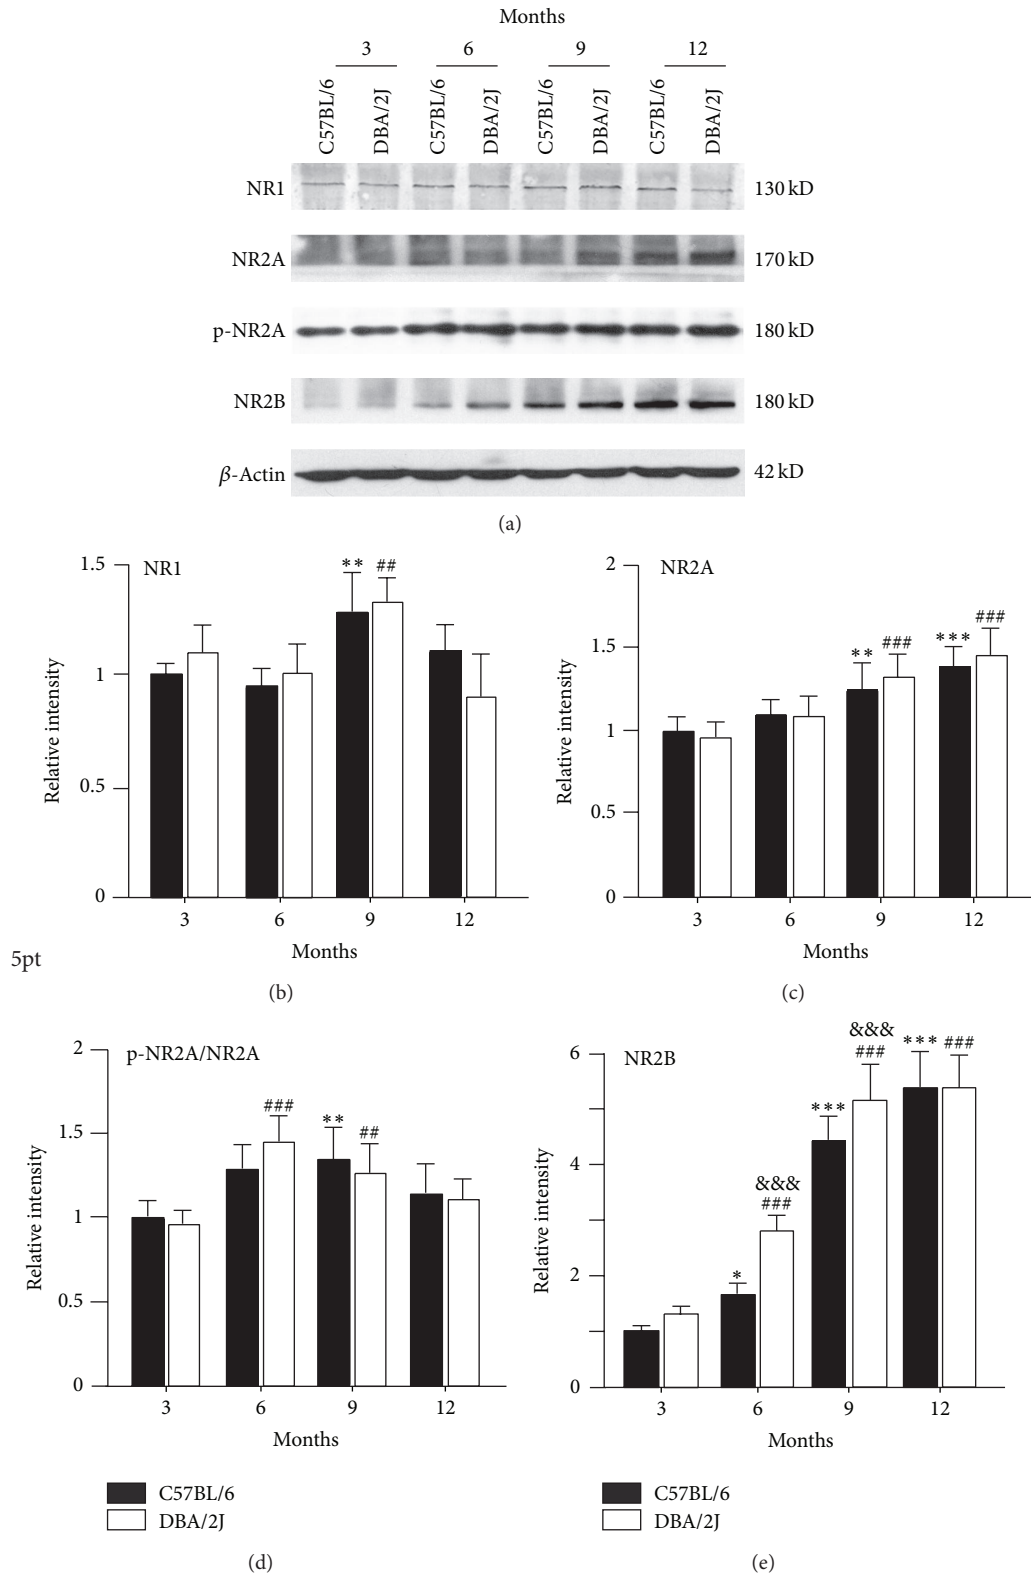 Months
3 6 9 12
C57BL/6 DBA/2J C57BL/6 DBA/2J C57BL/6 DBA/2J C57BL/6 DBA/2J
NR1 130 kD
NR2A 170 kD
p-NR2A 180 kD
NR2B 180 kD
β-Actin 42 kD
(a)
1.5
NR1
** ##
1
0.5
0
Relative intensity
3 6 9 12
Months
5pt
(b)
2
NR2A
1.5
** ### *** ###
1
0.5
0
Relative intensity
3 6 9 12
Months
(c)
2
p-NR2A/NR2A
1.5
### ** ##
1
0.5
0
Relative intensity
3 6 9 12
Months
C57BL/6
DBA/2J
(d)
6
NR2B
&&&
*** ### *** ###
4
&&&
* ###
2
0
Relative intensity
3 6 9 12
Months
C57BL/6
DBA/2J
(e)